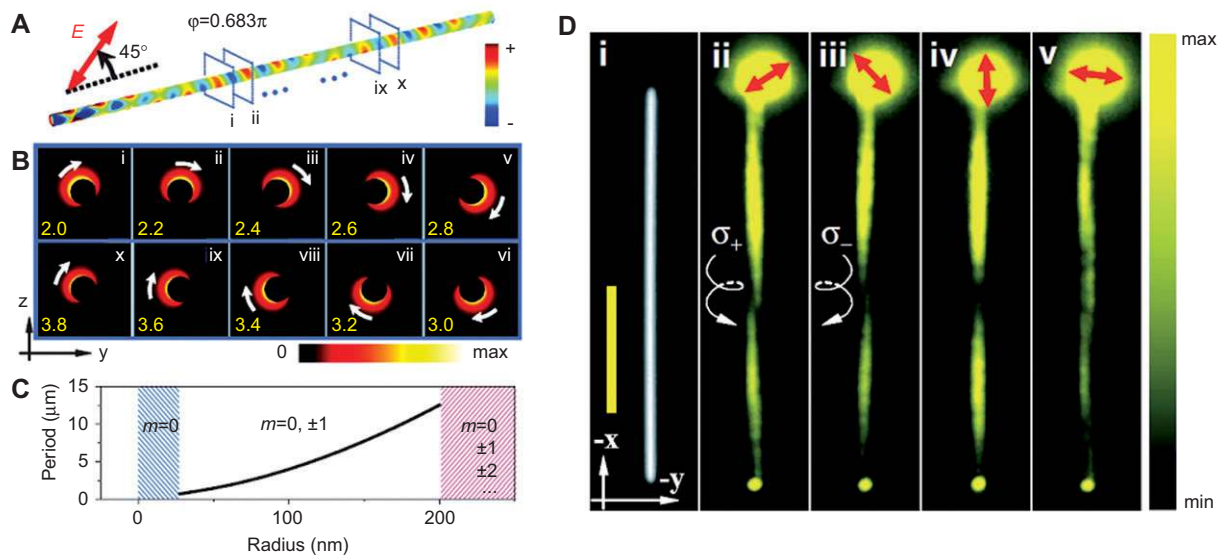 A
E
45°
φ=0.683π
+
-
i
ii
ix
x
B
i
ii
iii
iv
v
2.0
2.2
2.4
2.6
2.8
x
ix
viii
vii
vi
3.8
3.6
3.4
3.2
3.0
z
y
0
max
C
Period (μm)
15
10
5
0
m=0
m=0, ±1
m=0
±1
±2
...
0
100
200
Radius (nm)
D
i
ii
iii
iv
v
σ+
σ−
-x
-y
max
min